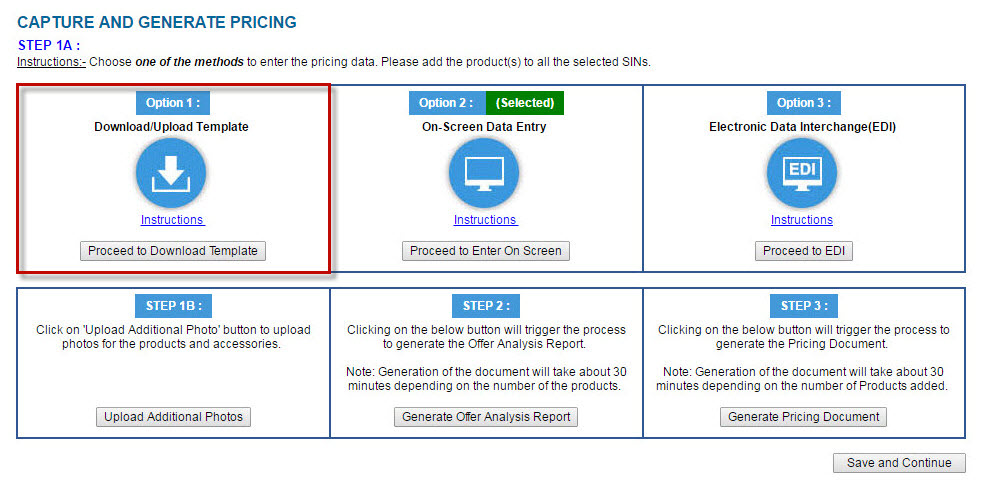 CAPTURE AND GENERATE PRICING
STEP 1A :
Instructions:- Choose one of the methods to enter the pricing data. Please add the product(s) to all the selected SINs.
Option 1 :
Download/Upload Template
Instructions
Proceed to Download Template
Option 2 : (Selected)
On-Screen Data Entry
Instructions
Proceed to Enter On Screen
Option 3 :
Electronic Data Interchange(EDI)
EDI
Instructions
Proceed to EDI
STEP 1B :
Click on 'Upload Additional Photo' button to upload
photos for the products and accessories.
Upload Additional Photos
STEP 2 :
Clicking on the below button will trigger the process
to generate the Offer Analysis Report.
Note: Generation of the document will take about 30
minutes depending on the number of the products.
Generate Offer Analysis Report
STEP 3 :
Clicking on the below button will trigger the process to
generate the Pricing Document.
Note: Generation of the document will take about 30
minutes depending on the number of Products added.
Generate Pricing Document
Save and Continue